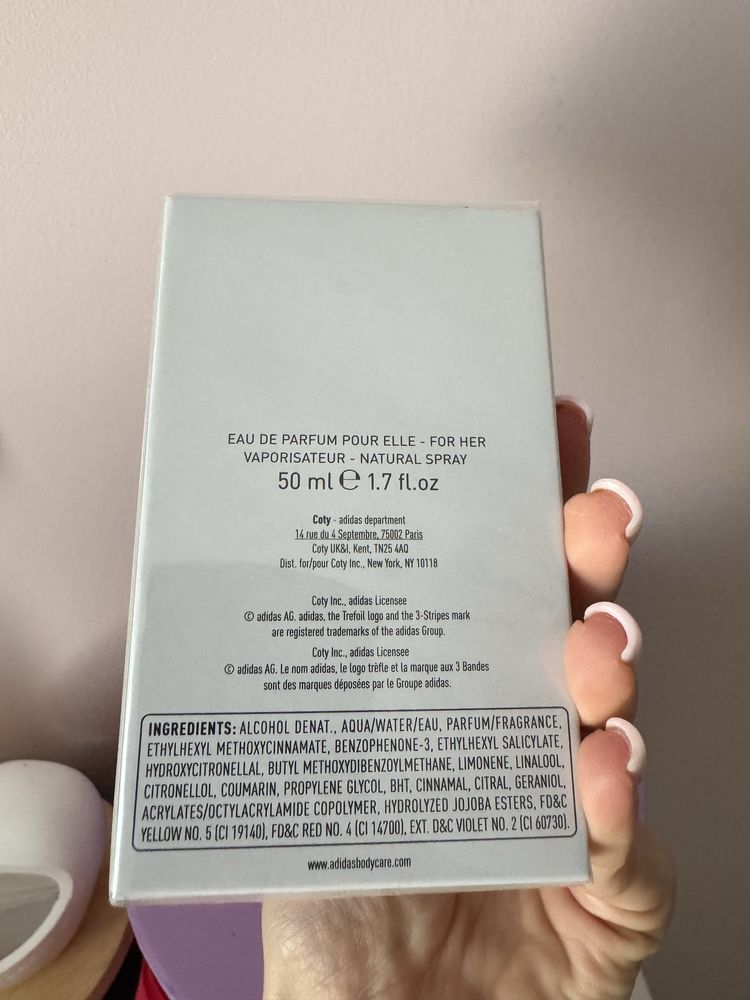 EAU DE PARFUM POUR ELLE - FOR HER
VAPORISATEUR - NATURAL SPRAY
50 ml ℮ 1.7 fl.oz
Coty - adidas department
14 rue du 4 Septembre, 75002 Paris
Coty UK&I, Kent, TN25 4AQ
Dist. for/pour Coty Inc., New York, NY 10118
Coty Inc., adidas Licensee
© adidas AG. adidas, the Trefoil logo and the 3-Stripes mark
are registered trademarks of the adidas Group.
Coty Inc., adidas Licensee
© adidas AG. Le nom adidas, le logo trèfle et la marque aux 3 Bandes
sont des marques déposées par le Groupe adidas.
INGREDIENTS: ALCOHOL DENAT., AQUA/WATER/EAU, PARFUM/FRAGRANCE,
ETHYLHEXYL METHOXYCINNAMATE, BENZOPHENONE-3, ETHYLHEXYL SALICYLATE,
HYDROXYCITRONELLAL, BUTYL METHOXYDIBENZOYLMETHANE, LIMONENE, LINALOOL,
CITRONELLOL, COUMARIN, PROPYLENE GLYCOL, BHT, CINNAMAL, CITRAL, GERANIOL,
ACRYLATES/OCTYLACRYLAMIDE COPOLYMER, HYDROLYZED JOJOBA ESTERS, FD&C
YELLOW NO. 5 (CI 19140), FD&C RED NO. 4 (CI 14700), EXT. D&C VIOLET NO. 2 (CI 60730).
www.adidasbodycare.com